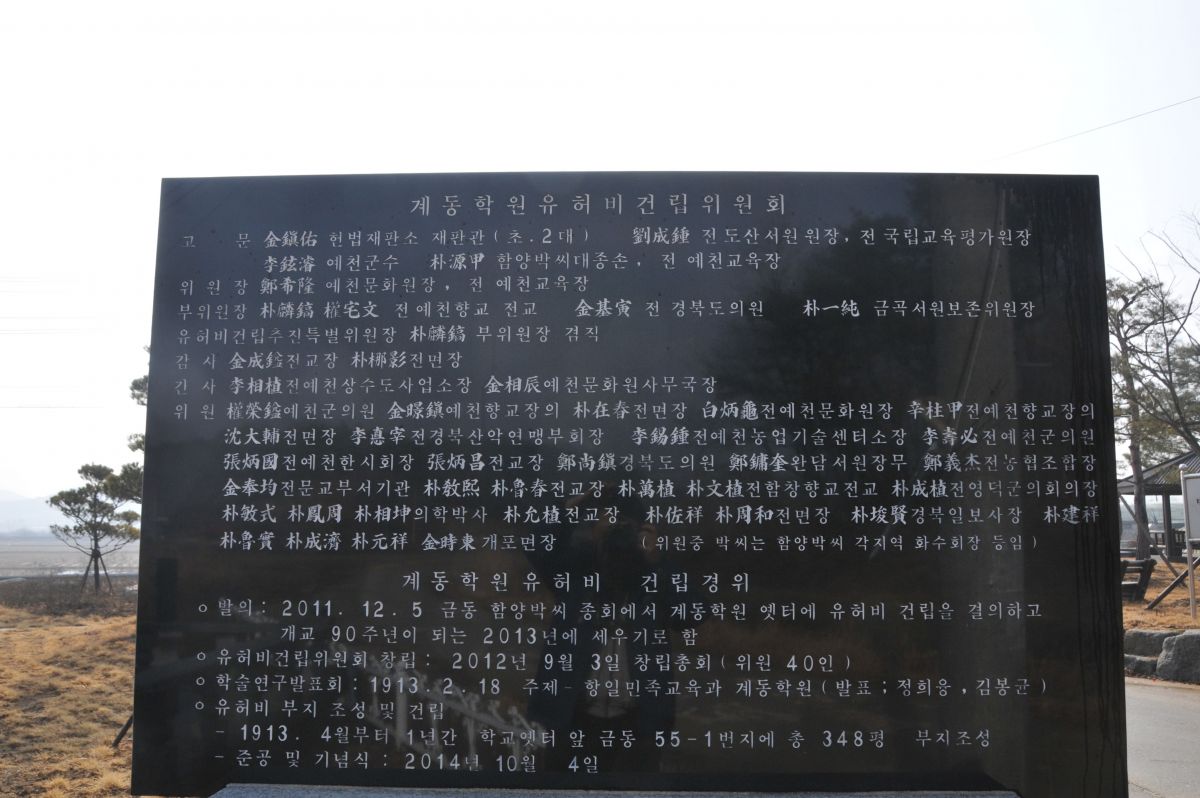 계동학원유허비건립위원회
고 문 金鎭佑 헌법재판소 재판관(초.2대) 劉成鍾 전도산서원원장, 전국립교육평가원장
李鉉濬 예천군수 朴源甲 함양박씨대종손, 전 예천교육장
위원장 鄭希隆 예천문화원장, 전 예천교육장
부위원장 朴麟鎬 權宅文 전예천향교 전교 金基寅 전 경북도의원 朴一純 금곡서원보존위원장
유허비건립추진특별위원장 朴麟鎬 부위원장 겸직
감 사 金成鎰전교장 朴梛影전면장
간 사 李相植전예천상수도사업소장 金相辰예천문화원사무국장
위 원 權榮鎰예천군의원 金暻鎭예천향교장의 朴在春전면장 白炳龜전예천문화원장 辛柱甲전예천향교장의
沈大輔전면장 李憙宰전경북산악연맹부회장 李錫鍾전예천농업기술센터소장 李壽必전예천군의원
張炳國전예천한시회장 張炳昌전교장 鄭尙鎭경북도의원 鄭鏞奎완담서원장무 鄭義杰전농협조합장
金奉均전문교부서기관 朴敎熙 朴魯春전교장 朴萬植 朴文植전함창향교전교 朴成植전영덕군의회의장
朴敏式 朴鳳周 朴相坤의학박사 朴允植전교장 朴佐祥 朴周和전면장 朴埈賢경북일보사장 朴建祥
朴魯實 朴成濟 朴元祥 金時東개포면장 (위원중 박씨는 함양박씨 각지역 화수회장 등임)
계동학원유허비 건립경위
ㅇ발의: 2011. 12. 5 금동 함양박씨 종회에서 계동학원 옛터에 유허비 건립을 결의하고
개교 90주년이 되는 2013년에 세우기로 함
ㅇ유허비건립위원회 창립: 2012년 9월 3일 창립총회(위원 40인)
ㅇ학술연구발표회: 1913. 2. 18 주제- 항일민족교육과 계동학원(발표;정희융,김봉균)
ㅇ유허비 부지 조성 및 건립
- 1913. 4월부터 1년간 학교옛터 앞 금동 55-1번지에 총 348평 부지조성
- 준공 및 기념식: 2014년 10월 4일